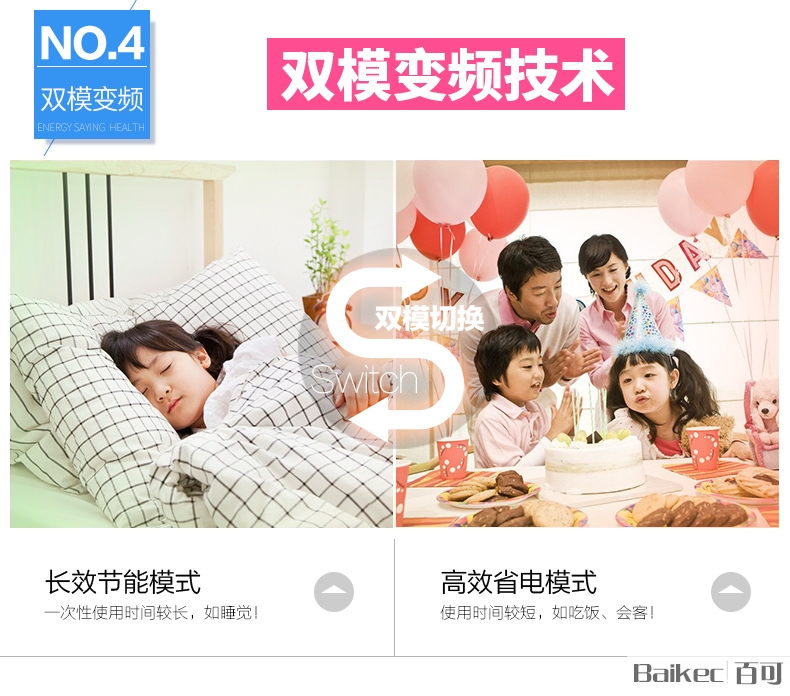 NO.4
双模变频
ENERGY SAYING HEALTH
双模变频技术
DA
双模切换
Switch
长效节能模式
一次性使用时间较长，如睡觉！
高效省电模式
使用时间较短，如吃饭、会客！
Baikec 百可